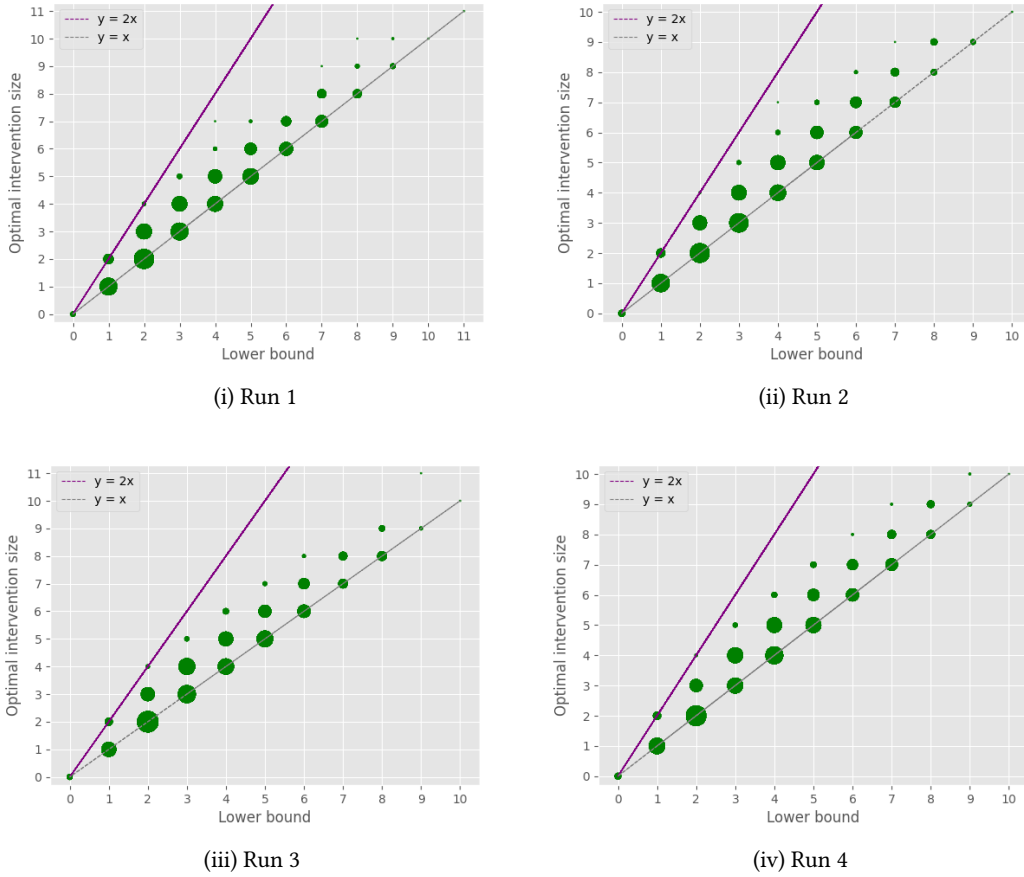 y = 2x
y = x
Optimal intervention size
11
10
9
8
7
6
5
4
3
2
1
0
0 1 2 3 4 5 6 7 8 9 10 11
Lower bound
(i) Run 1
y = 2x
y = x
Optimal intervention size
10
9
8
7
6
5
4
3
2
1
0
0 1 2 3 4 5 6 7 8 9 10
Lower bound
(ii) Run 2
y = 2x
y = x
Optimal intervention size
11
10
9
8
7
6
5
4
3
2
1
0
0 1 2 3 4 5 6 7 8 9 10
Lower bound
(iii) Run 3
y = 2x
y = x
Optimal intervention size
10
9
8
7
6
5
4
3
2
1
0
0 1 2 3 4 5 6 7 8 9 10
Lower bound
(iv) Run 4